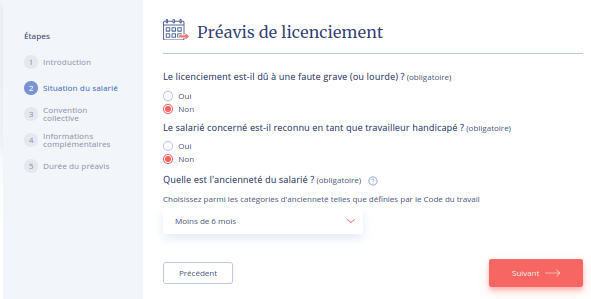 Étapes
1 Introduction
2 Situation du salarié
3 Convention
collective
4 Informations
complémentaires
5 Durée du préavis
Préavis de licenciement
Le licenciement est-il dû à une faute grave (ou lourde) ? (obligatoire)
Oui
Non
Le salarié concerné est-il reconnu en tant que travailleur handicapé ? (obligatoire)
Oui
Non
Quelle est l'ancienneté du salarié ? (obligatoire) ?
Choisissez parmi les catégories d'ancienneté telles que définies par le Code du travail
Moins de 6 mois
Précédent
Suivant